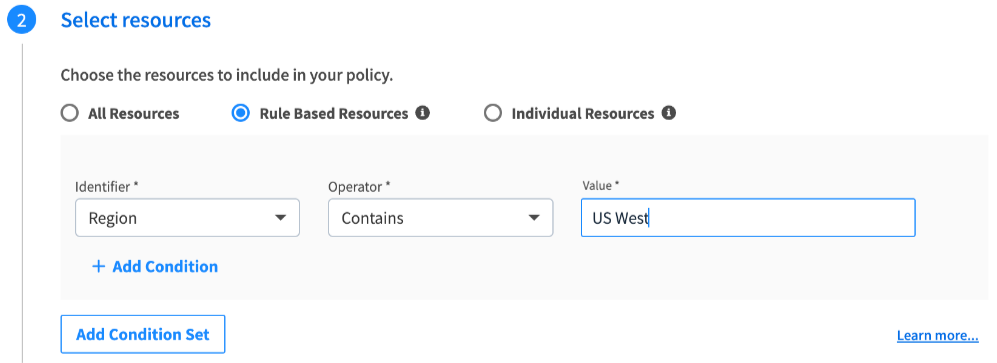 2 Select resources
Choose the resources to include in your policy.
All Resources Rule Based Resources Individual Resources
Identifier * Operator * Value *
Region Contains US West
+ Add Condition
Add Condition Set Learn more...